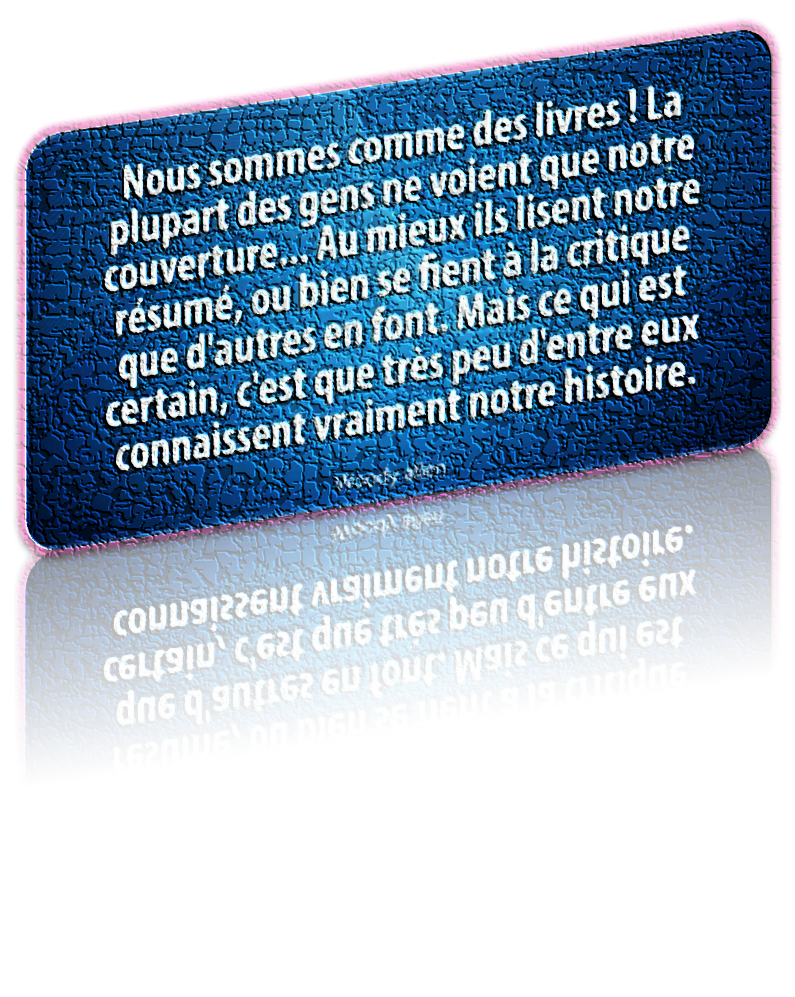 Nous sommes comme des livres ! La
plupart des gens ne voient que notre
couverture... Au mieux ils lisent notre
résumé, ou bien se fient à la critique
que d'autres en font. Mais ce qui est
certain, c'est que très peu d'entre eux
connaissent vraiment notre histoire.
Woody Allen